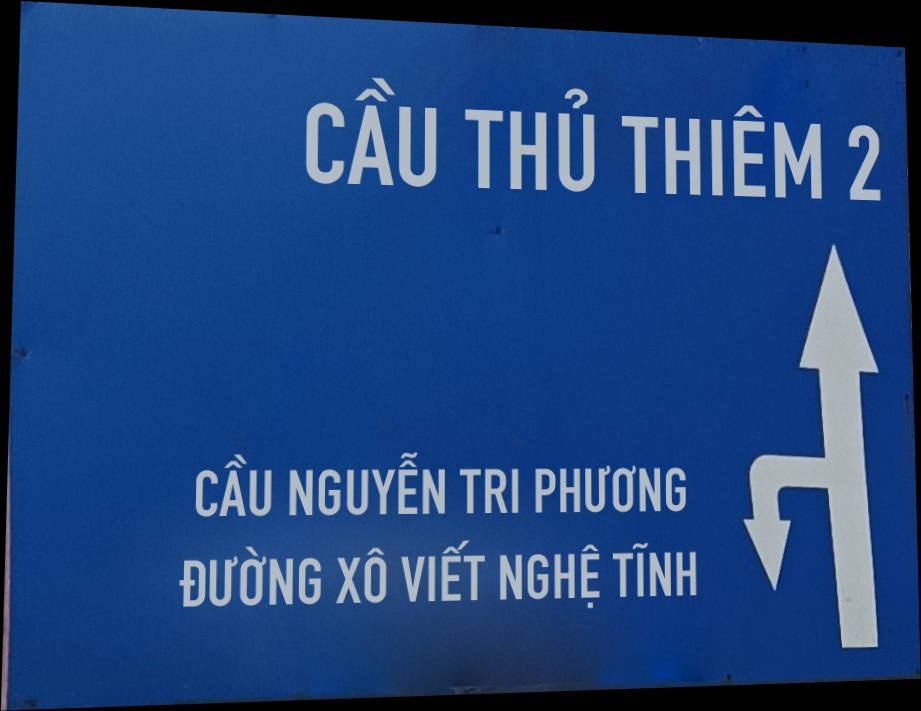 CẦU THỦ THIÊM 2
CẦU NGUYỄN TRI PHƯƠNG
ĐƯỜNG XÔ VIẾT NGHỆ TĨNH